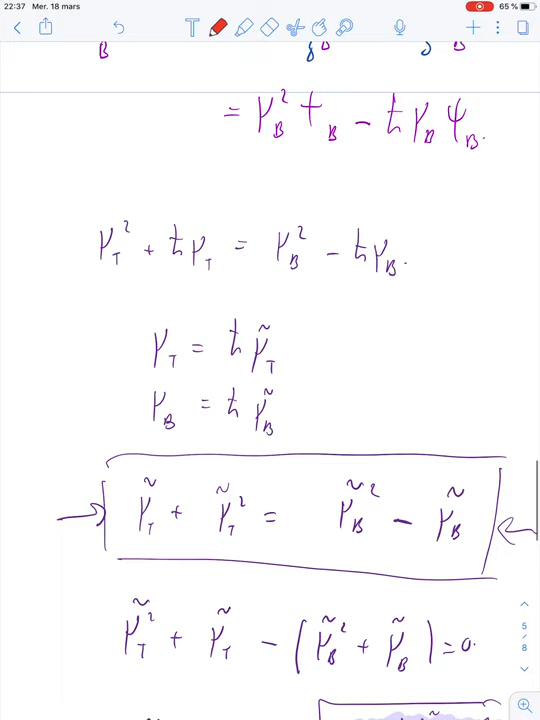 22:37 Mer. 18 mars 65 %
B B B
= μ_B² Ψ_B − ħ μ_B Ψ_B.
μ_T² + ħ μ_T = μ_B² − ħ μ_B.
μ_T = ħ μ̃_T
μ_B = ħ μ̃_B
→ μ̃_T + μ̃_T² = μ̃_B² − μ̃_B ←
μ̃_T² + μ̃_T − ( μ̃_B² + μ̃_B ) = 0.
5 / 8